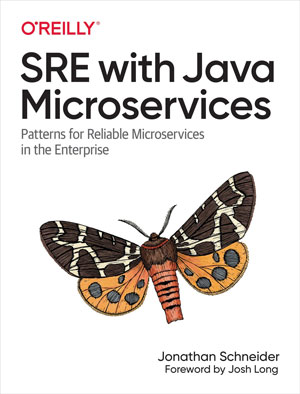 O'REILLY®
SRE with Java
Microservices
Patterns for Reliable Microservices
in the Enterprise
Jonathan Schneider
Foreword by Josh Long